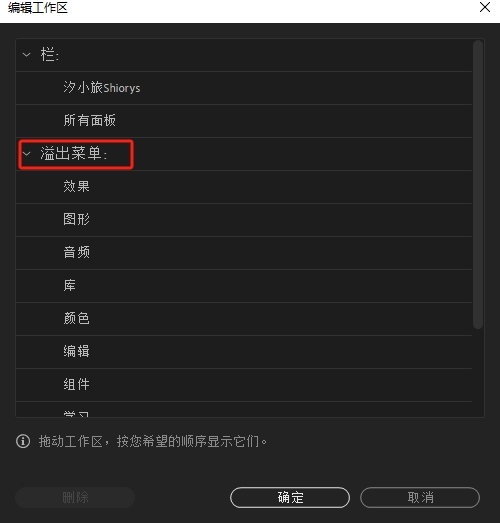 编辑工作区
栏:
汐小旅Shiorys
所有面板
溢出菜单:
效果
图形
音频
库
颜色
编辑
组件
学习
拖动工作区，按您希望的顺序显示它们。
删除
确定
取消